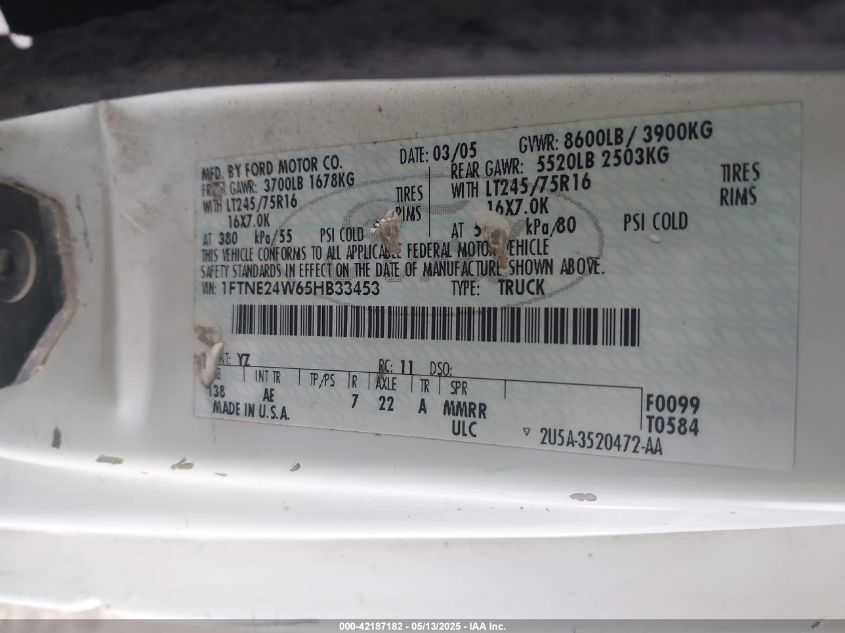 MFD. BY FORD MOTOR CO. DATE: 03/05 GVWR: 8600LB/ 3900KG
GAWR: 3700LB 1678KG REAR GAWR: 5520LB 2503KG
WITH LT245/75R16 TIRES WITH LT245/75R16 TIRES
16X7.0K RIMS 16X7.0K RIMS
AT 380 kPa/55 PSI COLD AT kPa/80 PSI COLD
THIS VEHICLE CONFORMS TO ALL APPLICABLE FEDERAL MOTOR VEHICLE
SAFETY STANDARDS IN EFFECT ON THE DATE OF MANUFACTURE SHOWN ABOVE.
VIN: 1FTNE24W65HB33453 TYPE: TRUCK
YZ RC: 11 DSO:
INT TR TP/PS R AXLE TR SPR
138 AE 7 22 A MMRR F0099
MADE IN U.S.A. ULC T0584
▽ 2U5A-3520472-AA
000-42187182 - 05/13/2025 - IAA Inc.